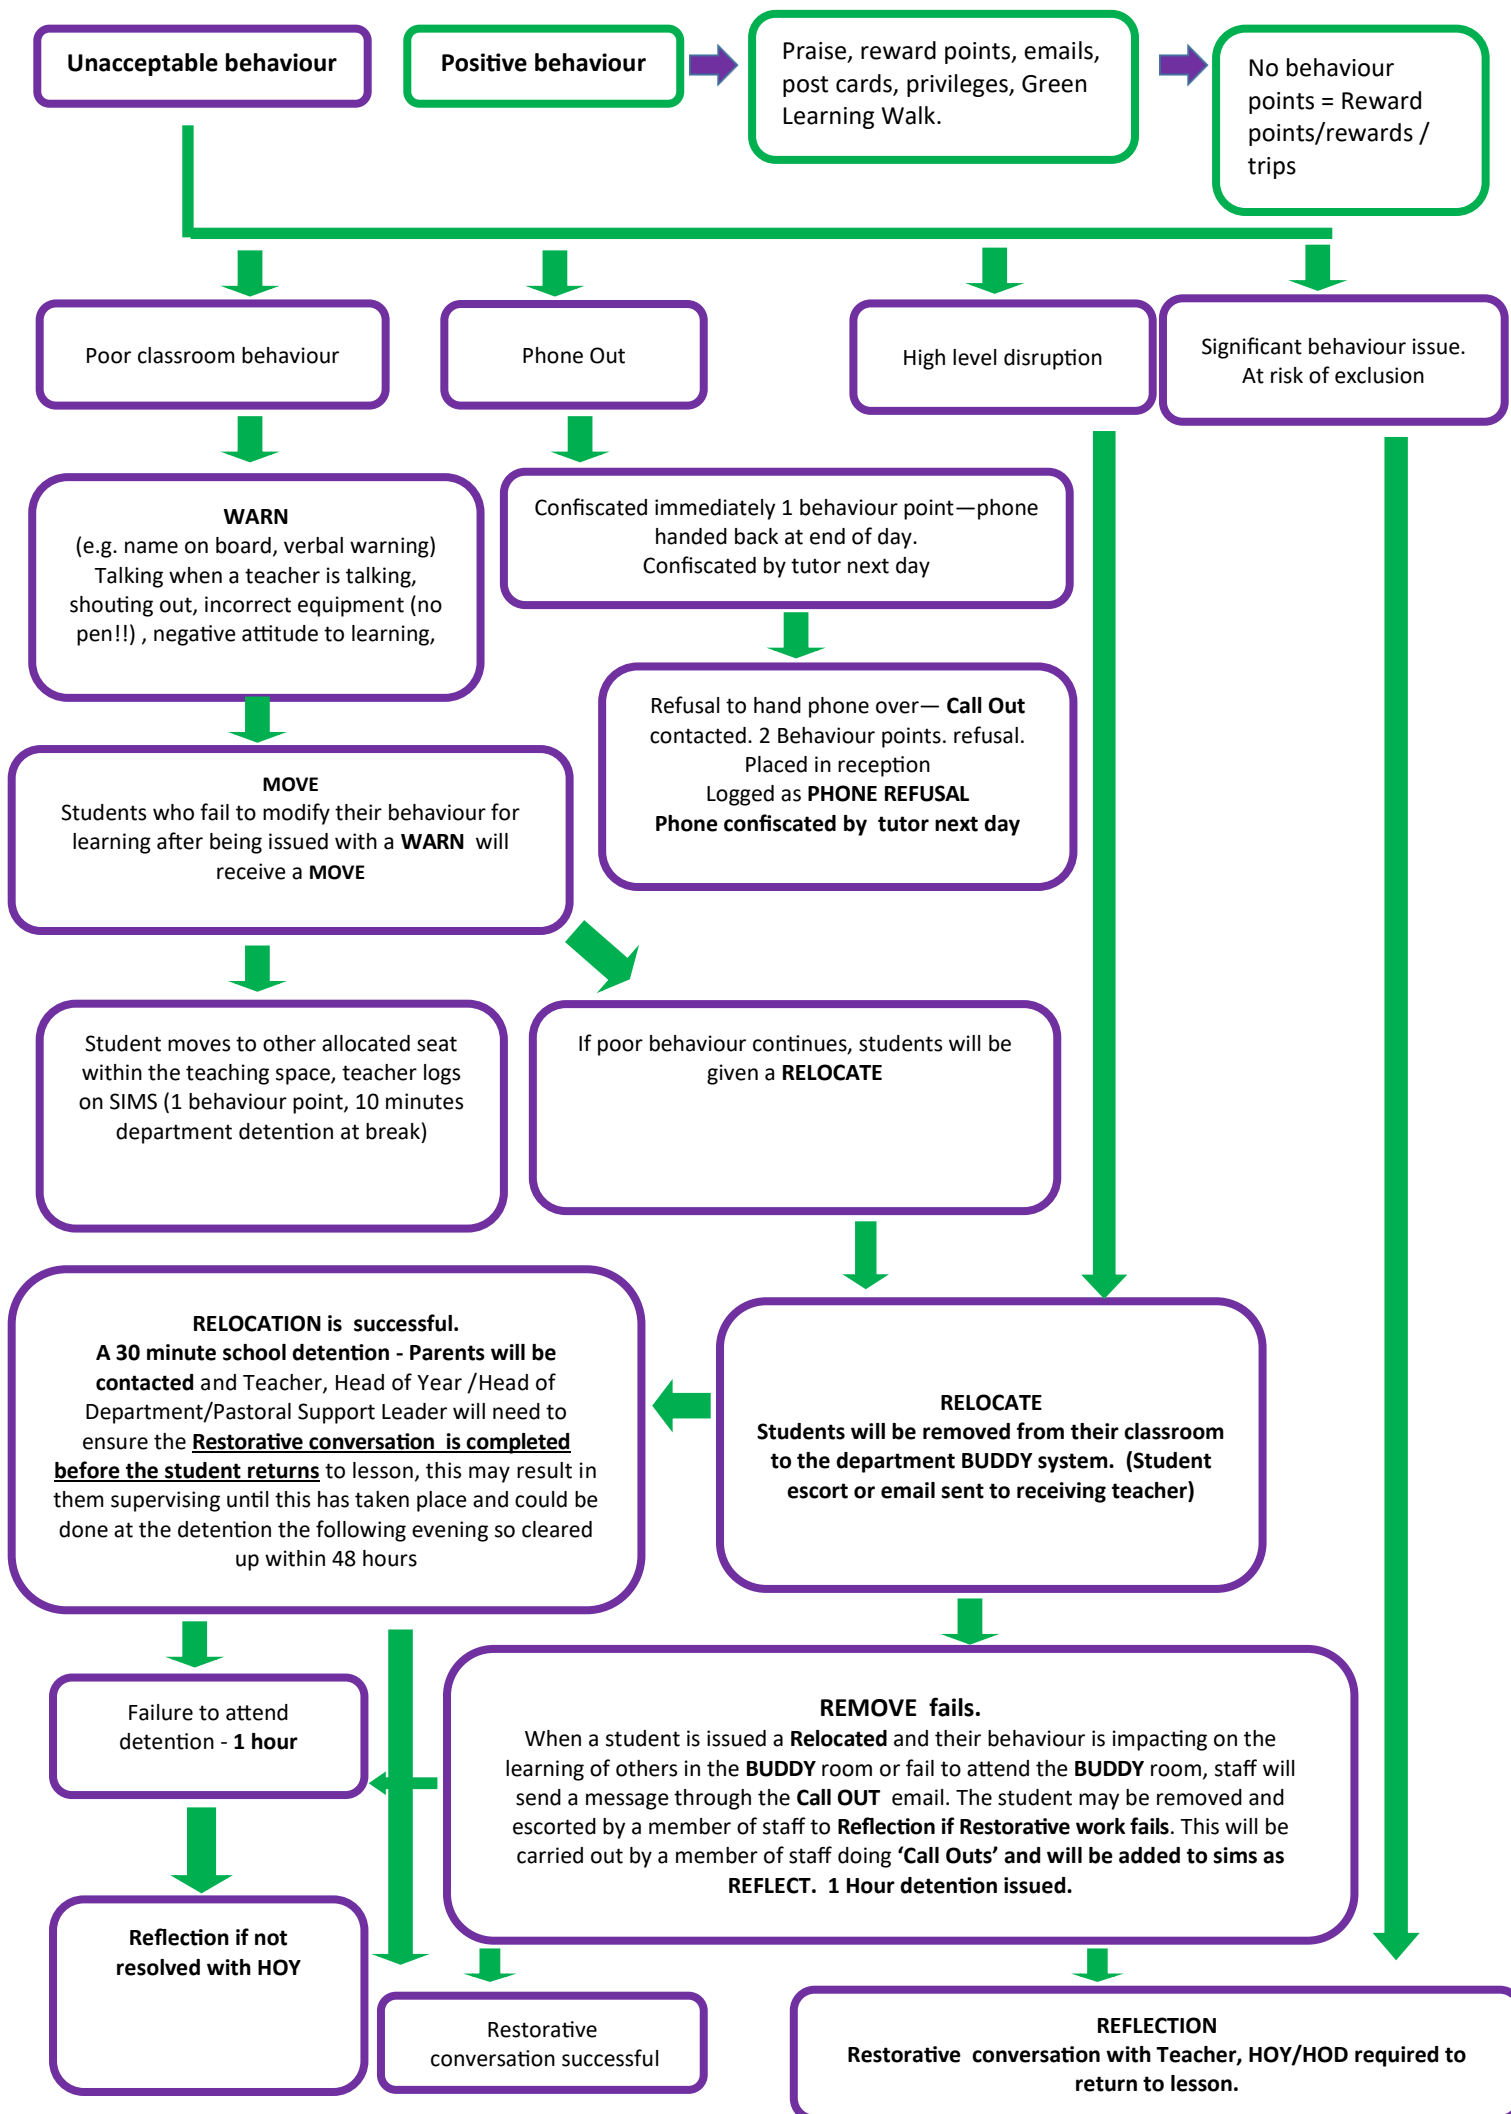 Unacceptable behaviour
Positive behaviour
Praise, reward points, emails,
post cards, privileges, Green
Learning Walk.
No behaviour
points = Reward
points/rewards /
trips
Poor classroom behaviour
Phone Out
High level disruption
Significant behaviour issue.
At risk of exclusion
WARN
(e.g. name on board, verbal warning)
Talking when a teacher is talking,
shouting out, incorrect equipment (no
pen!!) , negative attitude to learning,
Confiscated immediately 1 behaviour point—phone
handed back at end of day.
Confiscated by tutor next day
Refusal to hand phone over— Call Out
contacted. 2 Behaviour points. refusal.
Placed in reception
Logged as PHONE REFUSAL
Phone confiscated by tutor next day
MOVE
Students who fail to modify their behaviour for
learning after being issued with a WARN will
receive a MOVE
Student moves to other allocated seat
within the teaching space, teacher logs
on SIMS (1 behaviour point, 10 minutes
department detention at break)
If poor behaviour continues, students will be
given a RELOCATE
RELOCATION is successful.
A 30 minute school detention - Parents will be
contacted and Teacher, Head of Year /Head of
Department/Pastoral Support Leader will need to
ensure the Restorative conversation is completed
before the student returns to lesson, this may result in
them supervising until this has taken place and could be
done at the detention the following evening so cleared
up within 48 hours
RELOCATE
Students will be removed from their classroom
to the department BUDDY system. (Student
escort or email sent to receiving teacher)
Failure to attend
detention - 1 hour
REMOVE fails.
When a student is issued a Relocated and their behaviour is impacting on the
learning of others in the BUDDY room or fail to attend the BUDDY room, staff will
send a message through the Call OUT email. The student may be removed and
escorted by a member of staff to Reflection if Restorative work fails. This will be
carried out by a member of staff doing ‘Call Outs’ and will be added to sims as
REFLECT. 1 Hour detention issued.
Reflection if not
resolved with HOY
Restorative
conversation successful
REFLECTION
Restorative conversation with Teacher, HOY/HOD required to
return to lesson.